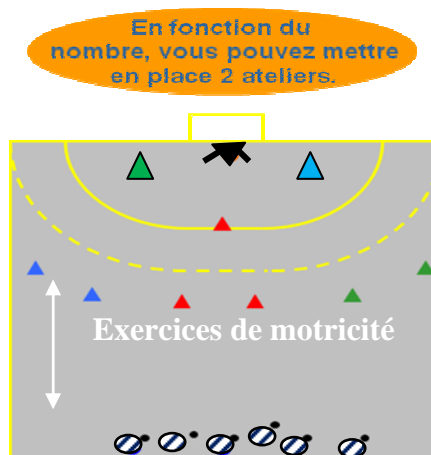 En fonction du
nombre, vous pouvez mettre
en place 2 ateliers.
Exercices de motricité